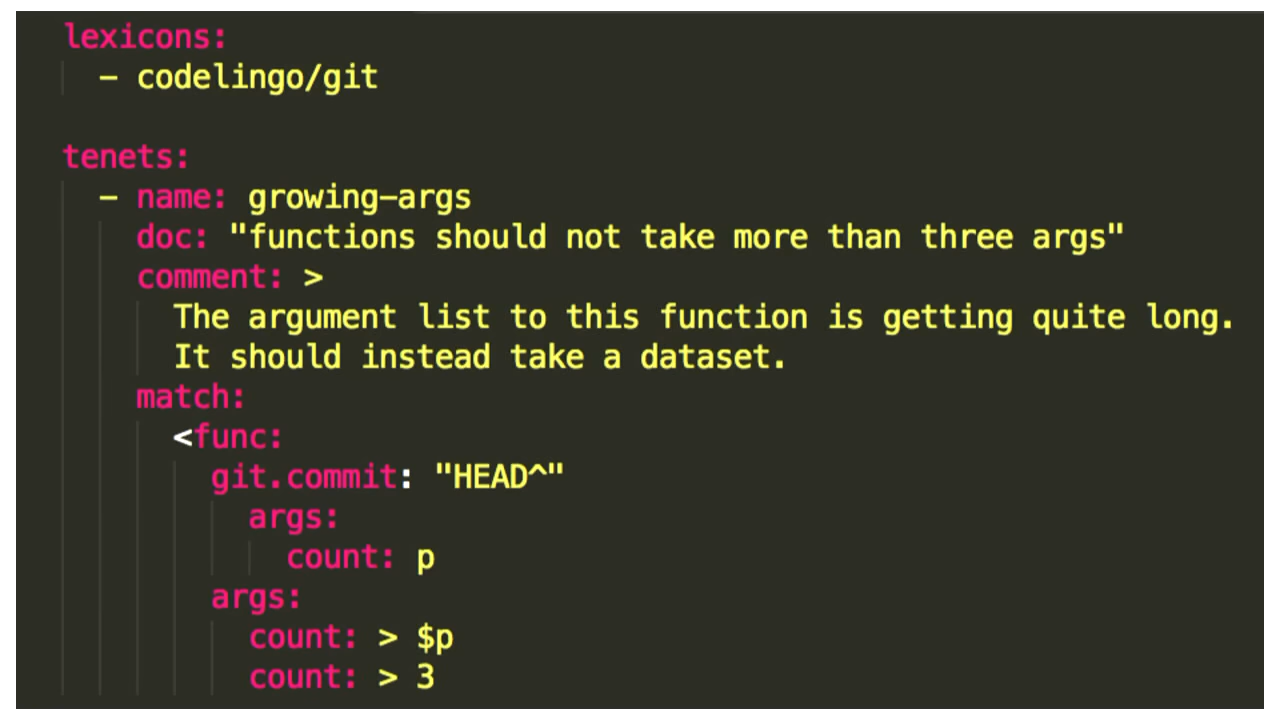 lexicons:
  - codelingo/git

tenets:
  - name: growing-args
    doc: "functions should not take more than three args"
    comment: >
      The argument list to this function is getting quite long.
      It should instead take a dataset.
    match:
      <func:
        git.commit: "HEAD^"
          args:
            count: p
        args:
          count: > $p
          count: > 3